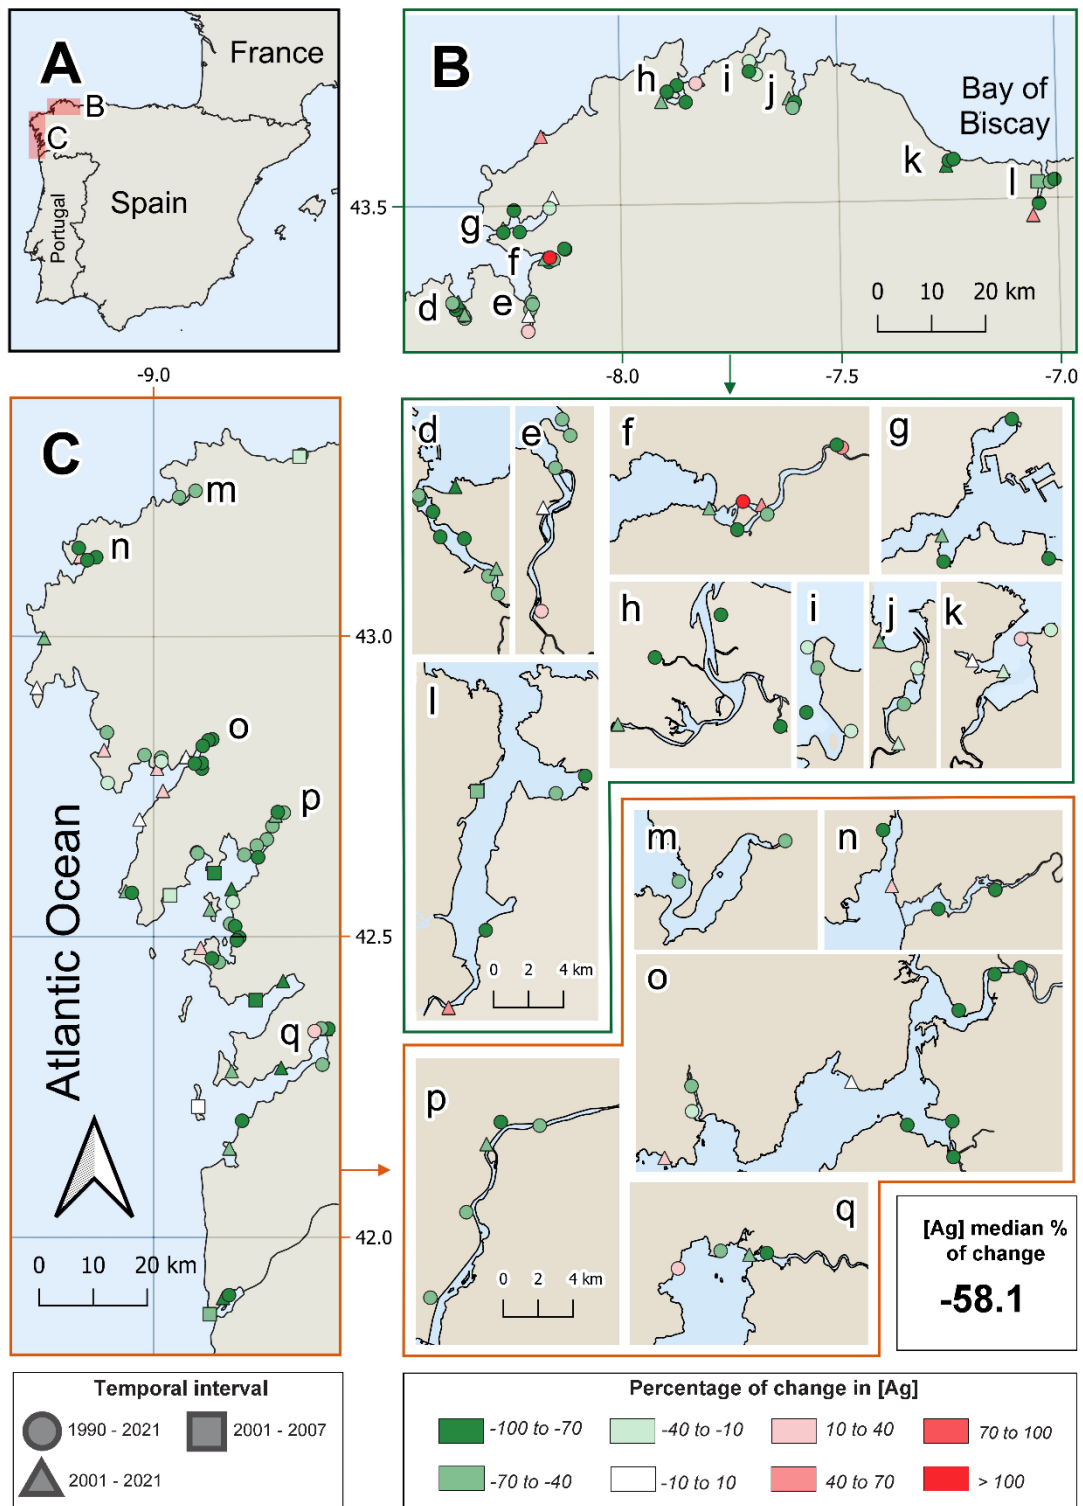 A
France
B
C
Portugal
Spain
B
h
i
j
Bay of
Biscay
k
l
43.5
g
f
d
e
0 10 20 km
-8.0
-7.5
-7.0
-9.0
C
m
n
43.0
o
p
Atlantic Ocean
42.5
q
42.0
0 10 20 km
d
e
f
g
h
i
j
k
l
0 2 4 km
m
n
o
p
0 2 4 km
q
[Ag] median %
of change
-58.1
Temporal interval
1990 - 2021
2001 - 2007
2001 - 2021
Percentage of change in [Ag]
-100 to -70
-40 to -10
10 to 40
70 to 100
-70 to -40
-10 to 10
40 to 70
> 100